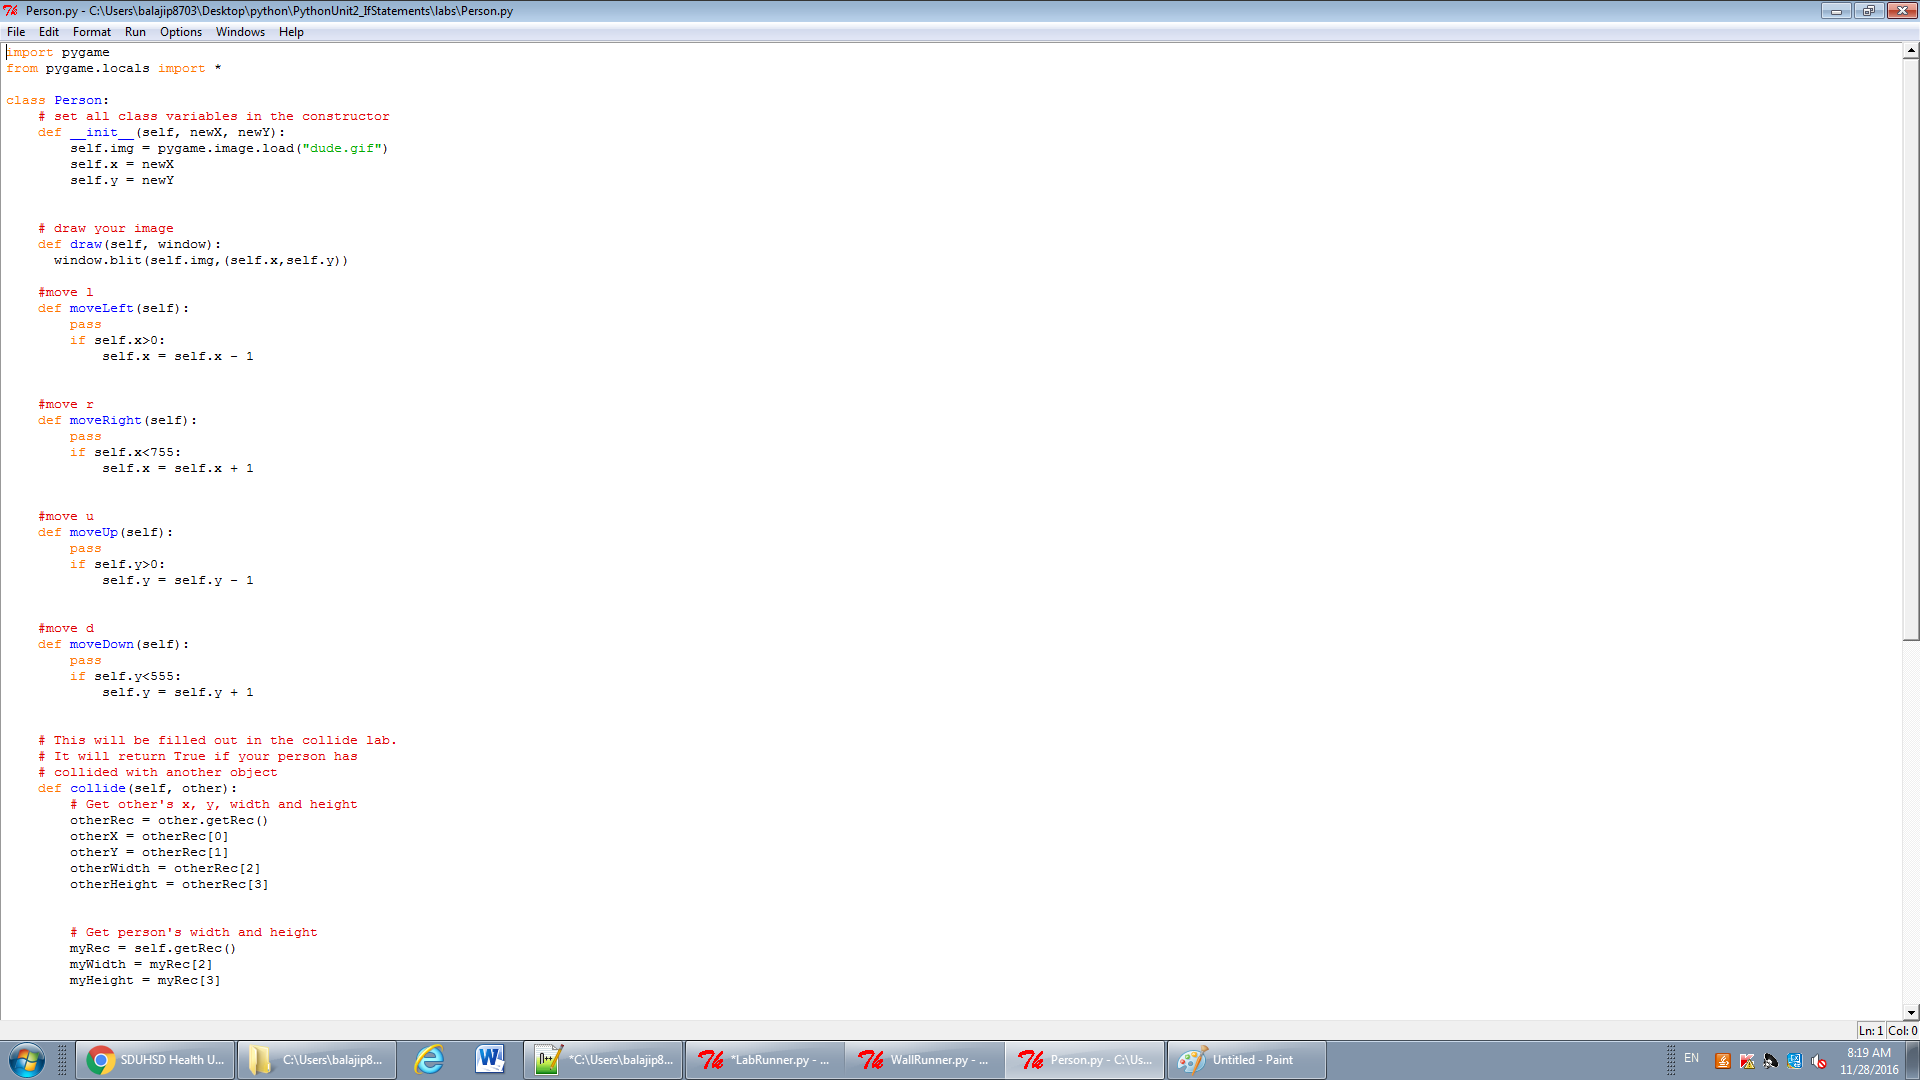 Person.py - C:\Users\balajip8703\Desktop\python\PythonUnit2_IfStatements\labs\Person.py
File Edit Format Run Options Windows Help
import pygame
from pygame.locals import *
class Person:
    # set all class variables in the constructor
    def __init__(self, newX, newY):
        self.img = pygame.image.load("dude.gif")
        self.x = newX
        self.y = newY
    # draw your image
    def draw(self, window):
      window.blit(self.img,(self.x,self.y))
    #move l
    def moveLeft(self):
        pass
        if self.x>0:
            self.x = self.x - 1
    #move r
    def moveRight(self):
        pass
        if self.x<755:
            self.x = self.x + 1
    #move u
    def moveUp(self):
        pass
        if self.y>0:
            self.y = self.y - 1
    #move d
    def moveDown(self):
        pass
        if self.y<555:
            self.y = self.y + 1
    # This will be filled out in the collide lab.
    # It will return True if your person has
    # collided with another object
    def collide(self, other):
        # Get other's x, y, width and height
        otherRec = other.getRec()
        otherX = otherRec[0]
        otherY = otherRec[1]
        otherWidth = otherRec[2]
        otherHeight = otherRec[3]
        # Get person's width and height
        myRec = self.getRec()
        myWidth = myRec[2]
        myHeight = myRec[3]
Ln: 1 Col: 0
SDUHSD Health U... C:\Users\balajip8... *C:\Users\balajip8... *LabRunner.py - ... WallRunner.py - ... Person.py - C:\Us... Untitled - Paint EN 8:19 AM
11/28/2016